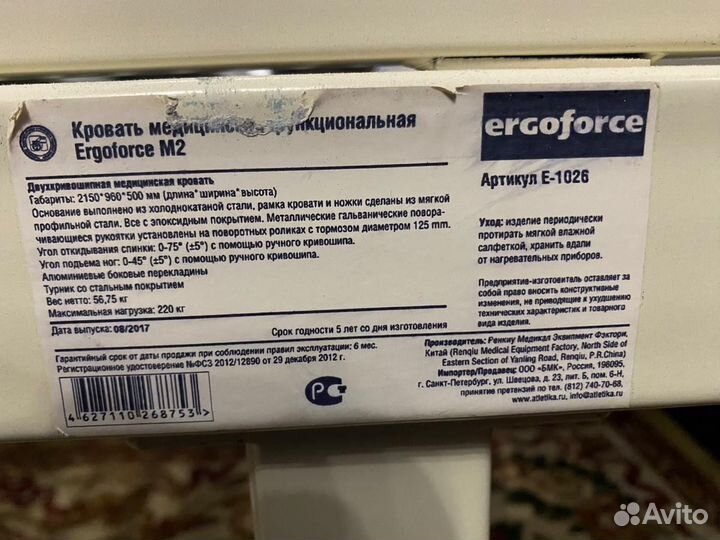 Кровать медицинская функциональная
Ergoforce M2
Двухкривошипная медицинская кровать
Габариты: 2150*960*500 мм (длина*ширина*высота)
Основание выполнено из холоднокатаной стали, рамка кровати и ножки сделаны из мягкой
профильной стали. Все с эпоксидным покрытием. Металлические гальванические повора-
чивающиеся рукоятки установлены на поворотных роликах с тормозом диаметром 125 mm.
Угол откидывания спинки: 0-75° (±5°) с помощью ручного кривошипа.
Угол подъема ног: 0-45° (±5°) с помощью ручного кривошипа.
Алюминиевые боковые перекладины
Турник со стальным покрытием
Вес нетто: 56,75 кг
Максимальная нагрузка: 220 кг
Дата выпуска: 08/2017 Срок годности 5 лет со дня изготовления
Гарантийный срок от даты продажи при соблюдении правил эксплуатации: 6 мес.
Регистрационное удостоверение №ФСЗ 2012/12890 от 29 декабря 2012 г.
4 627110 268753 >
РСТ
ergoforce
Артикул E-1026
Уход: изделие периодически
протирать мягкой влажной
салфеткой, хранить вдали
от нагревательных приборов.
Предприятие-изготовитель оставляет за
собой право вносить конструктивные
изменения, не приводящие к ухудшению
технических характеристик и товарного
вида изделия.
Производитель: Ренкиу Медикал Эквипмент Фэктори,
Китай (Renqiu Medical Equipment Factory, North Side of
Eastern Section of Yanling Road, Renqiu, P.R.China)
Импортер/Продавец: ООО «БМК», Россия, 198095,
г. Санкт-Петербург, ул. Швецова, д. 23, лит. Б, пом. 6-Н,
принятие претензий по тел. (812) 740-70-68,
www.atletika.ru, info@atletika.ru
Avito